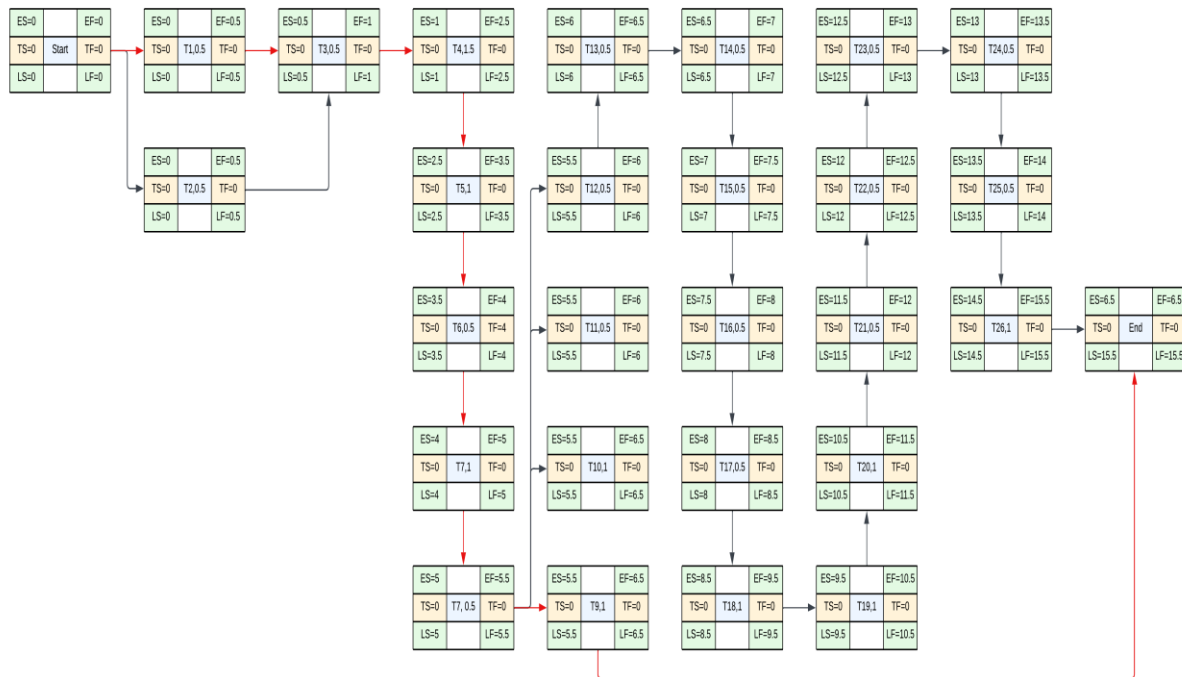 ES=0 EF=0
TS=0 Start TF=0
LS=0 LF=0
ES=0 EF=0.5
TS=0 T1,0.5 TF=0
LS=0 LF=0.5
ES=0.5 EF=1
TS=0 T3,0.5 TF=0
LS=0.5 LF=1
ES=1 EF=2.5
TS=0 T4,1.5 TF=0
LS=1 LF=2.5
ES=6 EF=6.5
TS=0 T13,0.5 TF=0
LS=6 LF=6.5
ES=6.5 EF=7
TS=0 T14,0.5 TF=0
LS=6.5 LF=7
ES=12.5 EF=13
TS=0 T23,0.5 TF=0
LS=12.5 LF=13
ES=13 EF=13.5
TS=0 T24,0.5 TF=0
LS=13 LF=13.5
ES=0 EF=0.5
TS=0 T2,0.5 TF=0
LS=0 LF=0.5
ES=2.5 EF=3.5
TS=0 T5,1 TF=0
LS=2.5 LF=3.5
ES=5.5 EF=6
TS=0 T12,0.5 TF=0
LS=5.5 LF=6
ES=7 EF=7.5
TS=0 T15,0.5 TF=0
LS=7 LF=7.5
ES=12 EF=12.5
TS=0 T22,0.5 TF=0
LS=12 LF=12.5
ES=13.5 EF=14
TS=0 T25,0.5 TF=0
LS=13.5 LF=14
ES=3.5 EF=4
TS=0 T6,0.5 TF=4
LS=3.5 LF=4
ES=5.5 EF=6
TS=0 T11,0.5 TF=0
LS=5.5 LF=6
ES=7.5 EF=8
TS=0 T16,0.5 TF=0
LS=7.5 LF=8
ES=11.5 EF=12
TS=0 T21,0.5 TF=0
LS=11.5 LF=12
ES=14.5 EF=15.5
TS=0 T26,1 TF=0
LS=14.5 LF=15.5
ES=6.5 EF=6.5
TS=0 End TF=0
LS=15.5 LF=15.5
ES=4 EF=5
TS=0 T7,1 TF=0
LS=4 LF=5
ES=5.5 EF=6.5
TS=0 T10,1 TF=0
LS=5.5 LF=6.5
ES=8 EF=8.5
TS=0 T17,0.5 TF=0
LS=8 LF=8.5
ES=10.5 EF=11.5
TS=0 T20,1 TF=0
LS=10.5 LF=11.5
ES=5 EF=5.5
TS=0 T7, 0.5 TF=0
LS=5 LF=5.5
ES=5.5 EF=6.5
TS=0 T9,1 TF=0
LS=5.5 LF=6.5
ES=8.5 EF=9.5
TS=0 T18,1 TF=0
LS=8.5 LF=9.5
ES=9.5 EF=10.5
TS=0 T19,1 TF=0
LS=9.5 LF=10.5